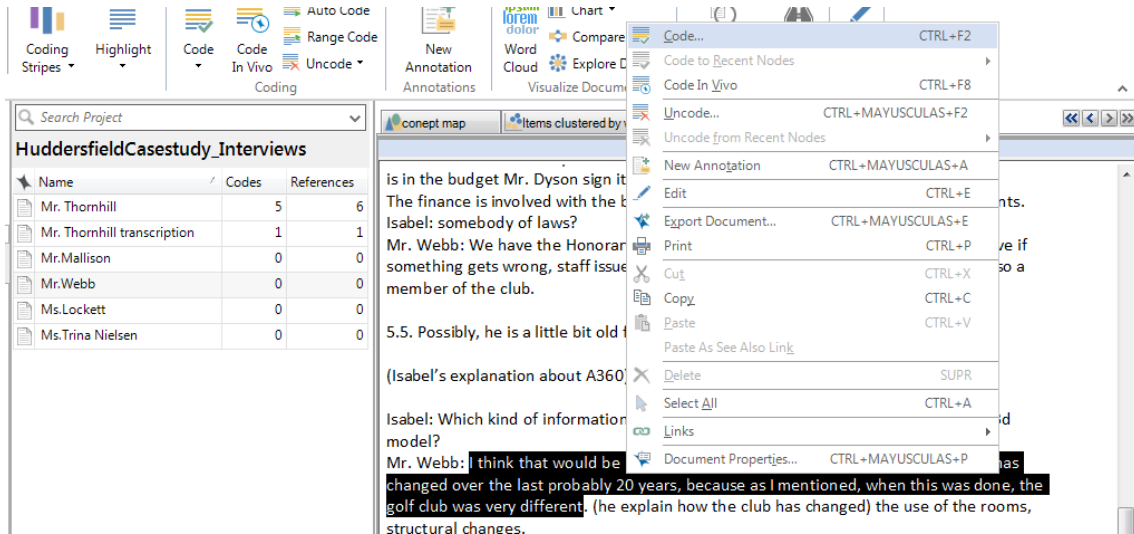 Auto Code
lorem Chart
dolor Compare
Range Code
Coding Highlight Code Code New Word
Stripes In Vivo Uncode Annotation Cloud Explore D
Coding Annotations Visualize Docum
Code... CTRL+F2
Code to Recent Nodes
Code In Vivo CTRL+F8
Uncode... CTRL+MAYUSCULAS+F2
Uncode from Recent Nodes
New Annotation CTRL+MAYUSCULAS+A
Edit CTRL+E
Export Document... CTRL+MAYUSCULAS+E
Print CTRL+P
Cut CTRL+X
Copy CTRL+C
Paste CTRL+V
Paste As See Also Link
Delete SUPR
Select All CTRL+A
Links
Document Properties... CTRL+MAYUSCULAS+P
Search Project
HuddersfieldCasestudy_Interviews
Name Codes References
Mr. Thornhill 5 6
Mr. Thornhill transcription 1 1
Mr.Mallison 0 0
Mr.Webb 0 0
Ms.Lockett 0 0
Ms.Trina Nielsen 0 0
conept map Items clustered by
is in the budget Mr. Dyson sign it
The finance is involved with the b nts.
Isabel: somebody of laws?
Mr. Webb: We have the Honoran ve if
something gets wrong, staff issue so a
member of the club.
5.5. Possibly, he is a little bit old f
(Isabel's explanation about A360)
Isabel: Which kind of information 3d
model?
Mr. Webb: I think that would be has
changed over the last probably 20 years, because as I mentioned, when this was done, the
golf club was very different. (he explain how the club has changed) the use of the rooms,
structural changes.